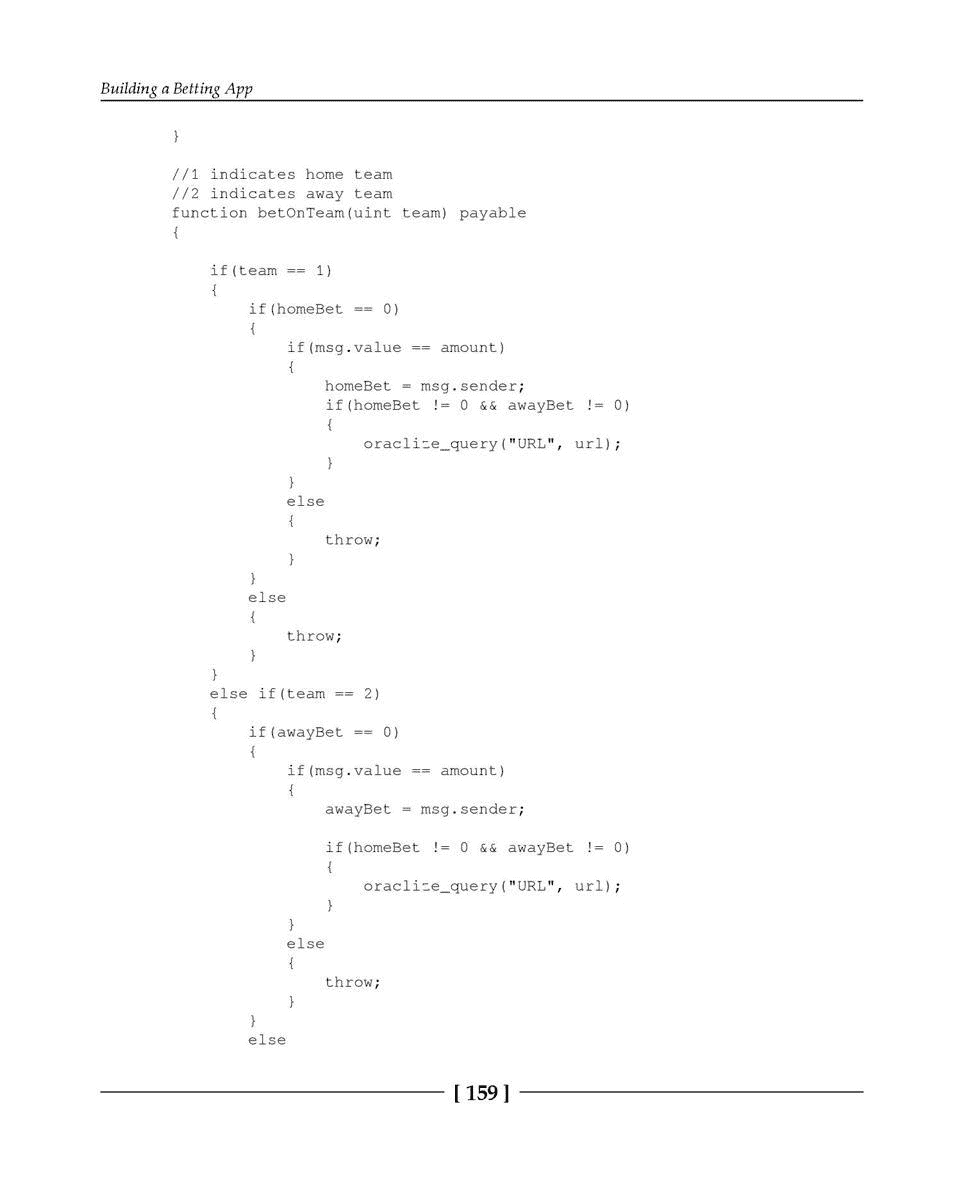 Building a Betting App
}
//1 indicates home team
//2 indicates away team
function betOnTeam(uint team) payable
{
if(team == 1)
{
if(homeBet == 0)
{
if(msg.value == amount)
{
homeBet = msg.sender;
if(homeBet != 0 && awayBet != 0)
{
oraclize_query("URL", url);
}
}
else
{
throw;
}
}
else
{
throw;
}
}
else if(team == 2)
{
if(awayBet == 0)
{
if(msg.value == amount)
{
awayBet = msg.sender;
if(homeBet != 0 && awayBet != 0)
{
oraclize_query("URL", url);
}
}
else
{
throw;
}
}
else
[ 159 ]